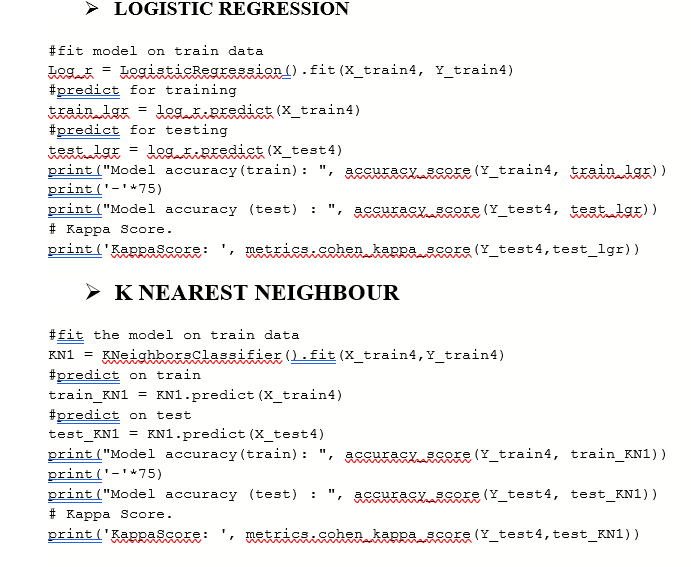 ➤ LOGISTIC REGRESSION
#fit model on train data
Log_r = LogisticRegression().fit(X_train4, Y_train4)
#predict for training
train_lgr = log_r.predict(X_train4)
#predict for testing
test_lgr = log_r.predict(X_test4)
print("Model accuracy(train): ", accuracy_score(Y_train4, train_lgr))
print('-'*75)
print("Model accuracy (test) : ", accuracy_score(Y_test4, test_lgr))
# Kappa Score.
print('KappaScore: ', metrics.cohen_kappa_score(Y_test4,test_lgr))
➤ K NEAREST NEIGHBOUR
#fit the model on train data
KN1 = KNeighborsClassifier().fit(X_train4,Y_train4)
#predict on train
train_KN1 = KN1.predict(X_train4)
#predict on test
test_KN1 = KN1.predict(X_test4)
print("Model accuracy(train): ", accuracy_score(Y_train4, train_KN1))
print('-'*75)
print("Model accuracy (test) : ", accuracy_score(Y_test4, test_KN1))
# Kappa Score.
print('KappaScore: ', metrics.cohen_kappa_score(Y_test4,test_KN1))